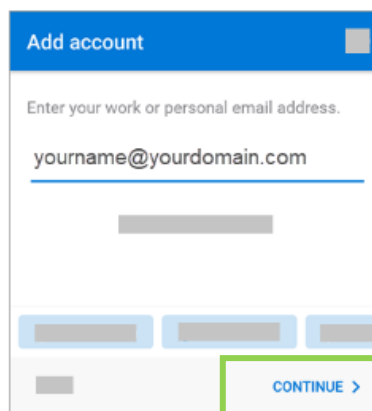 Add account
Enter your work or personal email address.
yourname@yourdomain.com
CONTINUE >